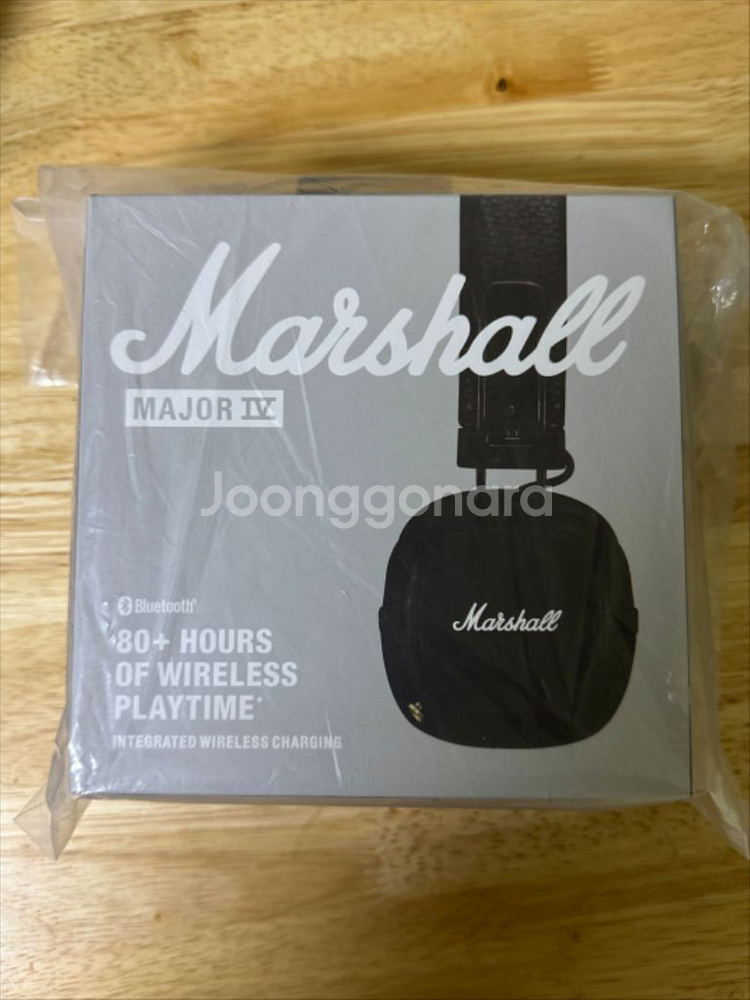 Marshall
MAJOR IV
Joonggonara
Marshall
Bluetooth®
80+ HOURS
OF WIRELESS
PLAYTIME*
INTEGRATED WIRELESS CHARGING